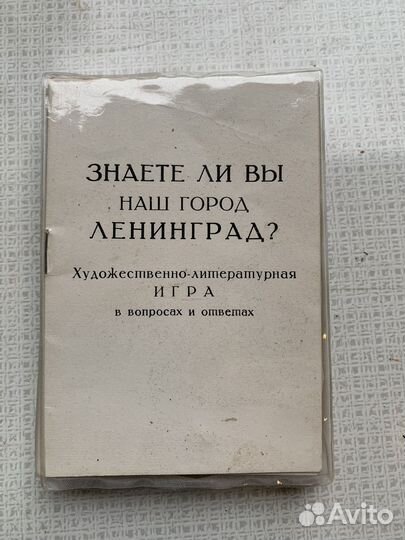 ЗНАЕТЕ ЛИ ВЫ
НАШ ГОРОД
ЛЕНИНГРАД?
Художественно-литературная
ИГРА
в вопросах и ответах
Avito